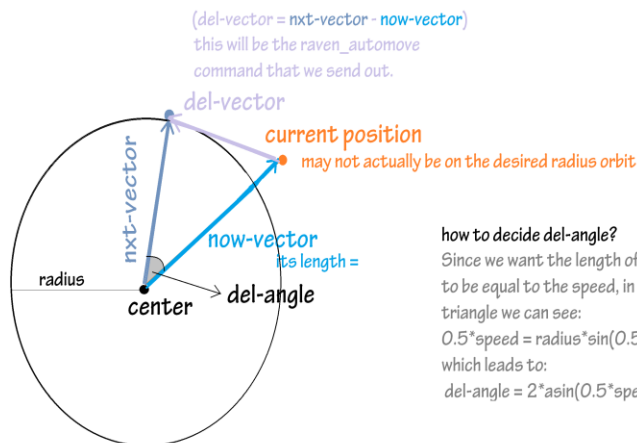 (del-vector = nxt-vector - now-vector)
this will be the raven_automove
command that we send out.
del-vector
current position
may not actually be on the desired radius orbit
nxt-vector
now-vector
its length =
radius
center
del-angle
how to decide del-angle?
Since we want the length of
to be equal to the speed, in
triangle we can see:
0.5*speed = radius*sin(0.5
which leads to:
del-angle = 2*asin(0.5*spe